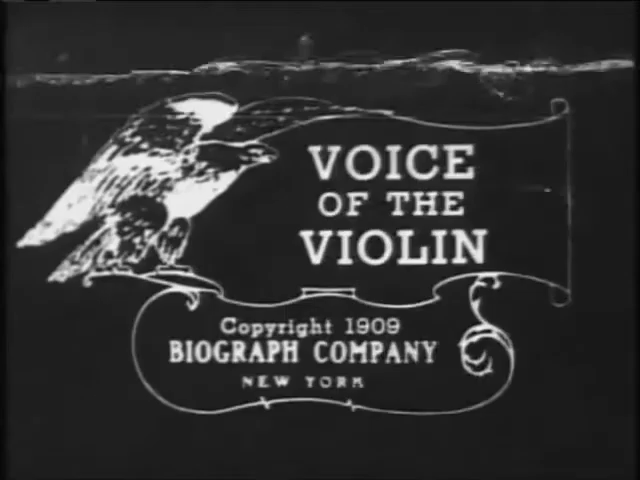 VOICE
OF THE
VIOLIN
Copyright 1909
BIOGRAPH COMPANY
NEW YORK